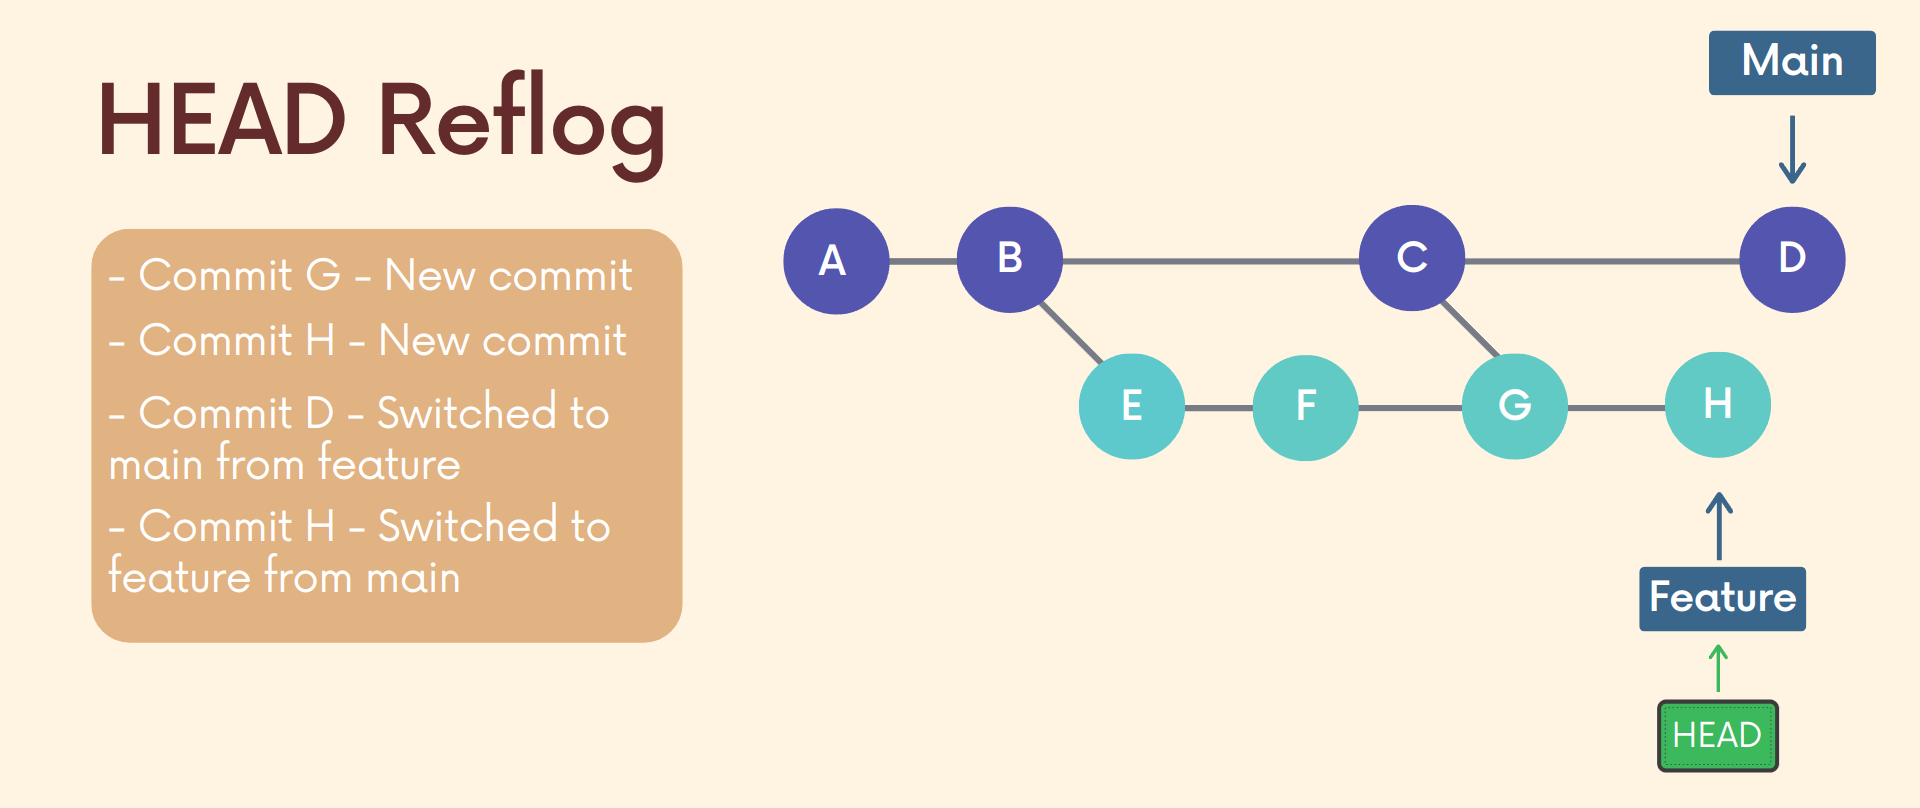 HEAD Reflog
- Commit G - New commit
- Commit H - New commit
- Commit D - Switched to
main from feature
- Commit H - Switched to
feature from main
Main
A
B
C
D
E
F
G
H
Feature
HEAD